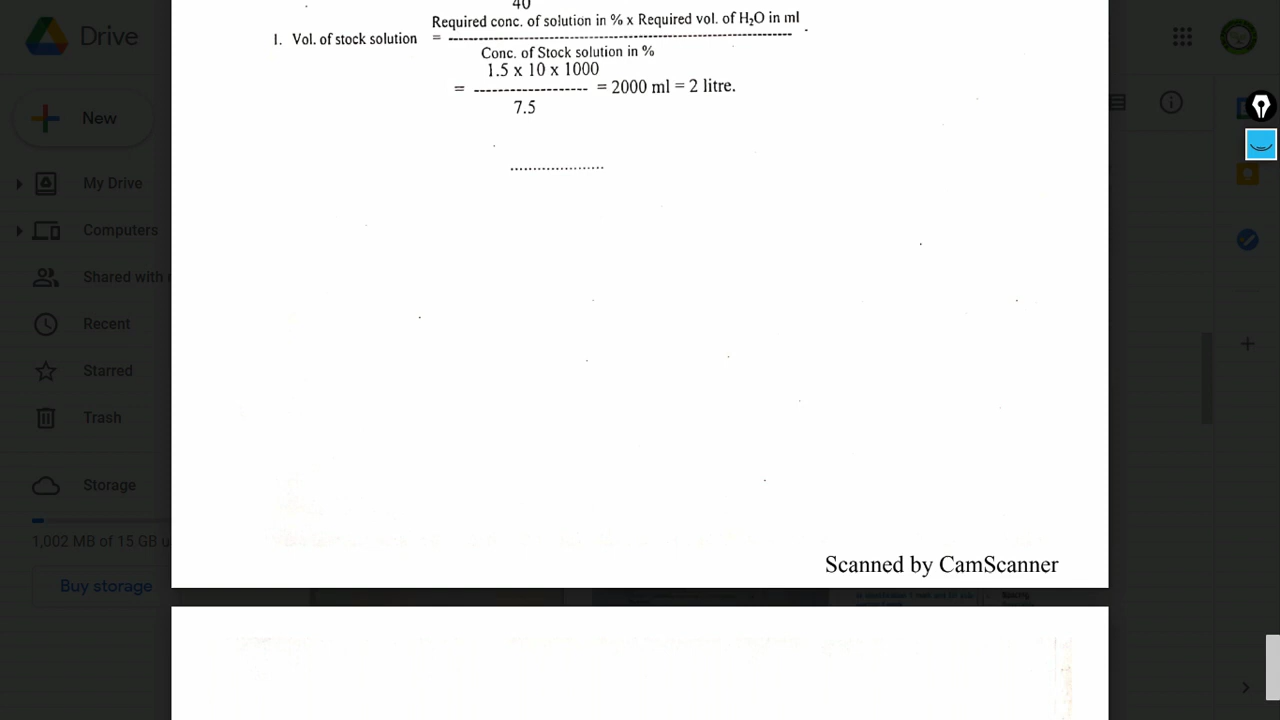 40
Drive
Required conc. of solution in % x Required vol. of H₂O in ml
1. Vol. of stock solution = ------------------------------------------------ .
Conc. of Stock solution in %
1.5 x 10 x 1000
= -------------------- = 2000 ml = 2 litre.
7.5
.....................
New
My Drive
Computers
Shared with
Recent
Starred
Trash
Storage
1,002 MB of 15 GB u
Buy storage
Scanned by CamScanner